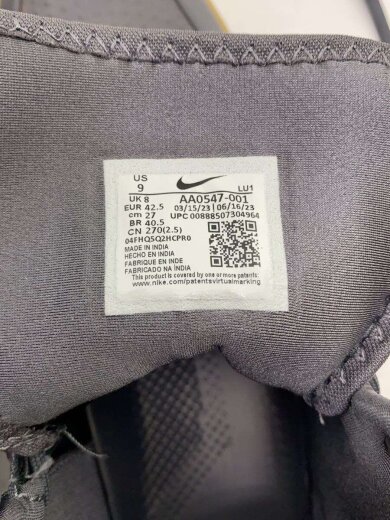 US
9
LU1
UK 8 AA0547-001
EUR 42.5 03/15/23 | 06/16/23
cm 27 UPC 00888507304964
BR 40.5
CN 270(2.5)
04FHQ5Q2HCPR0
MADE IN INDIA
HECHO EN INDIA
FABRIQUE EN INDE
FABRICADO NA ÍNDIA
This product is covered by one or more of patents:
www.nike.com/patentsvirtualmarking